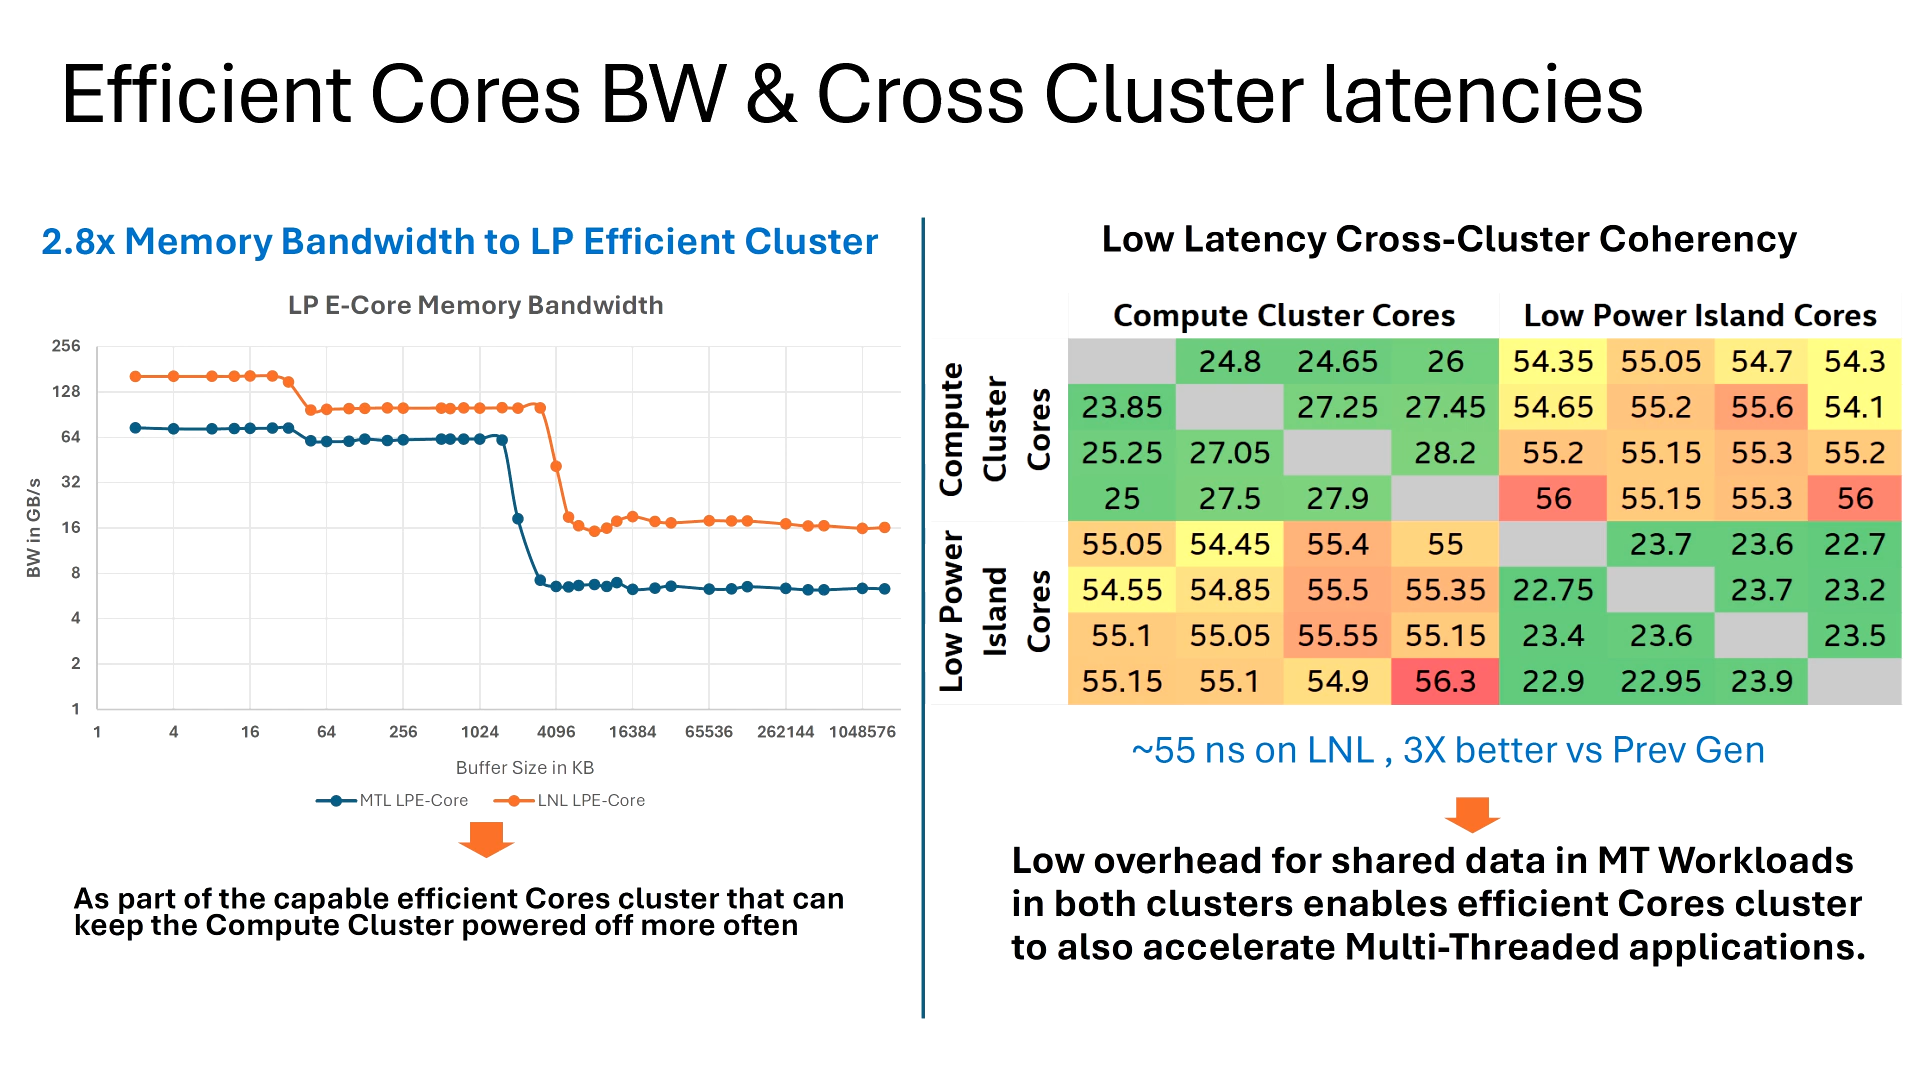 Efficient Cores BW & Cross Cluster latencies
2.8x Memory Bandwidth to LP Efficient Cluster
LP E-Core Memory Bandwidth
BW in GB/s
256
128
64
32
16
8
4
2
1
1 4 16 64 256 1024 4096 16384 65536 262144 1048576
Buffer Size in KB
MTL LPE-Core LNL LPE-Core
As part of the capable efficient Cores cluster that can
keep the Compute Cluster powered off more often
Low Latency Cross-Cluster Coherency
Compute Cluster Cores Low Power Island Cores
Compute
Cluster
Cores
24.8 24.65 26 54.35 55.05 54.7 54.3
23.85 27.25 27.45 54.65 55.2 55.6 54.1
25.25 27.05 28.2 55.2 55.15 55.3 55.2
25 27.5 27.9 56 55.15 55.3 56
Low Power
Island
Cores
55.05 54.45 55.4 55 23.7 23.6 22.7
54.55 54.85 55.5 55.35 22.75 23.7 23.2
55.1 55.05 55.55 55.15 23.4 23.6 23.5
55.15 55.1 54.9 56.3 22.9 22.95 23.9
~55 ns on LNL , 3X better vs Prev Gen
Low overhead for shared data in MT Workloads
in both clusters enables efficient Cores cluster
to also accelerate Multi-Threaded applications.